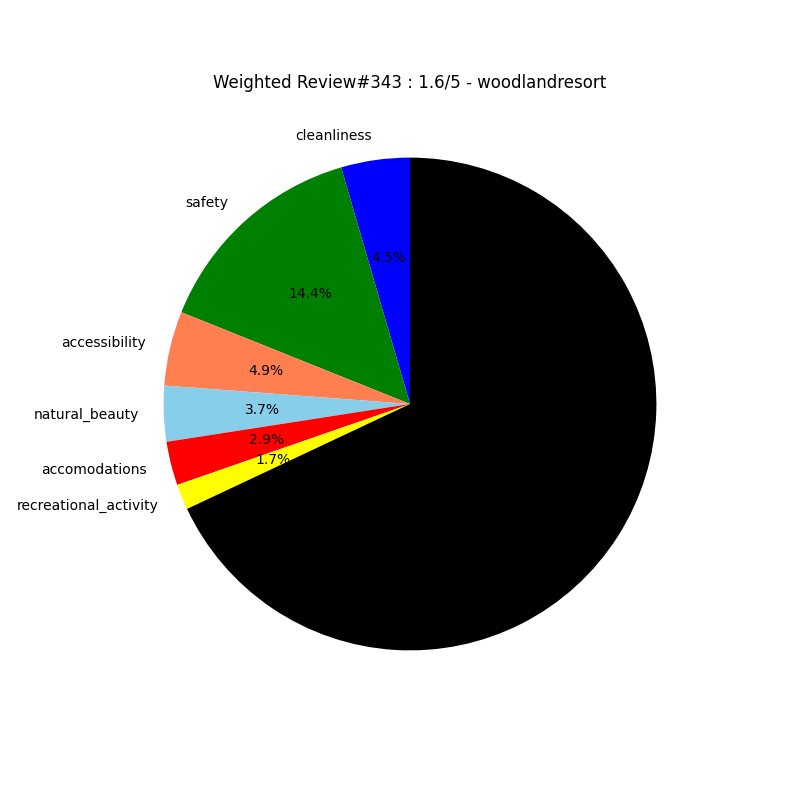 Weighted Review#343 : 1.6/5 - woodlandresort
cleanliness
4.5%
safety
14.4%
accessibility
4.9%
natural_beauty
3.7%
accomodations
2.9%
recreational_activity
1.7%